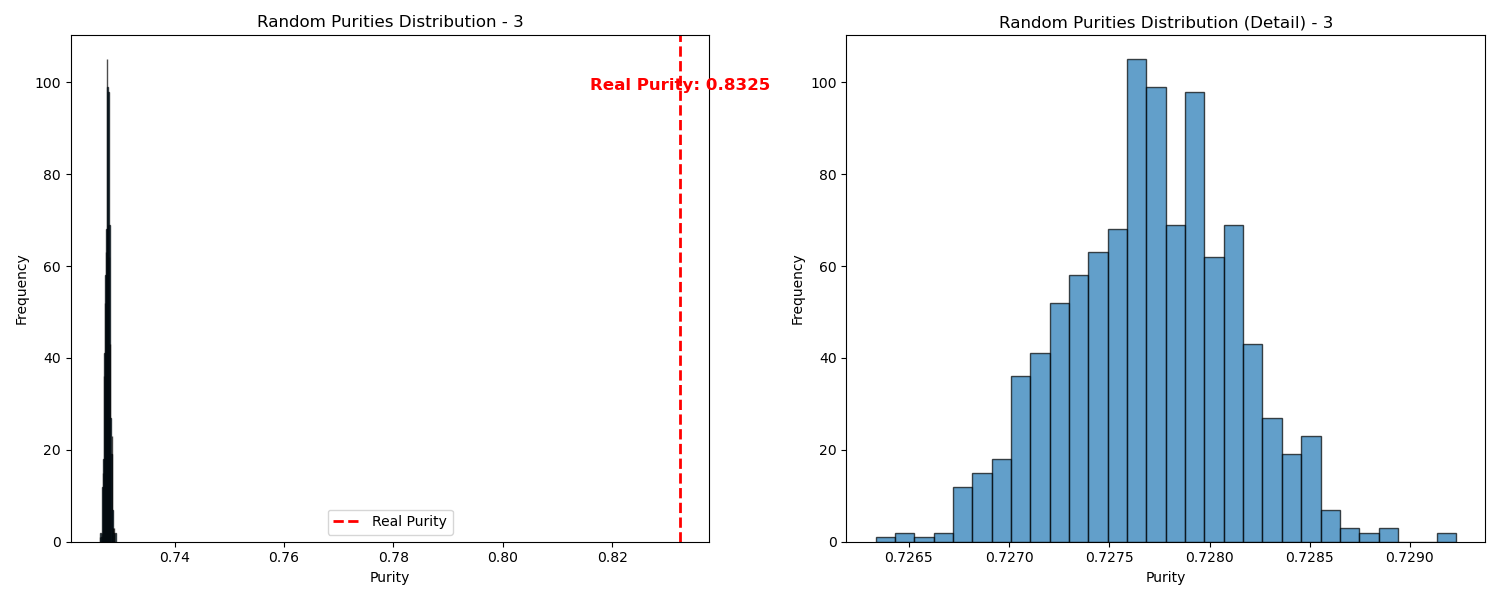 Random Purities Distribution - 3
Real Purity: 0.8325
Frequency
100
80
60
40
20
0
Real Purity
0.74
0.76
0.78
0.80
0.82
Purity
Random Purities Distribution (Detail) - 3
Frequency
100
80
60
40
20
0
0.7265
0.7270
0.7275
0.7280
0.7285
0.7290
Purity